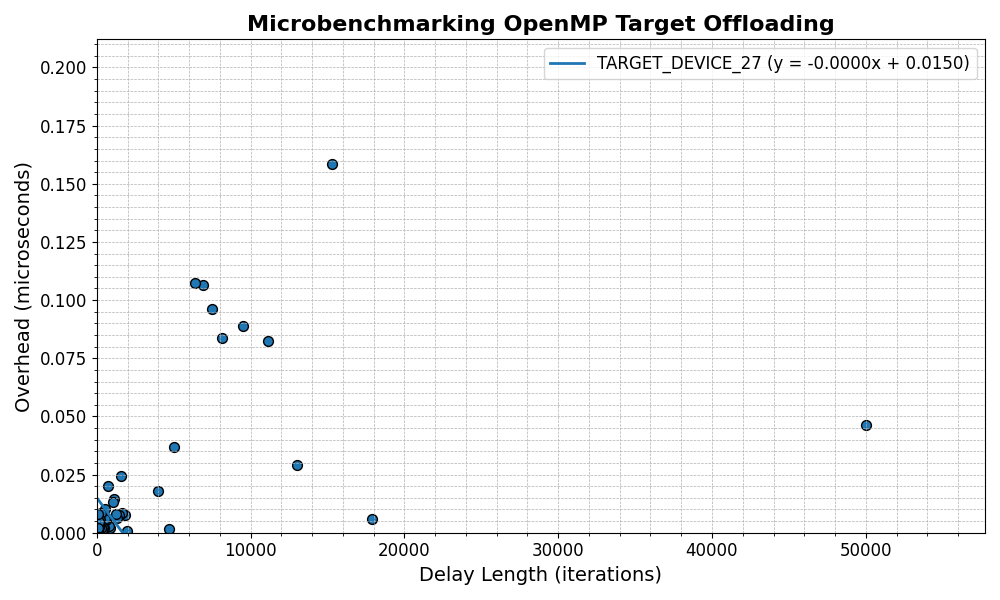 Microbenchmarking OpenMP Target Offloading
TARGET_DEVICE_27 (y = -0.0000x + 0.0150)
Overhead (microseconds)
0.200
0.175
0.150
0.125
0.100
0.075
0.050
0.025
0.000
0 10000 20000 30000 40000 50000
Delay Length (iterations)